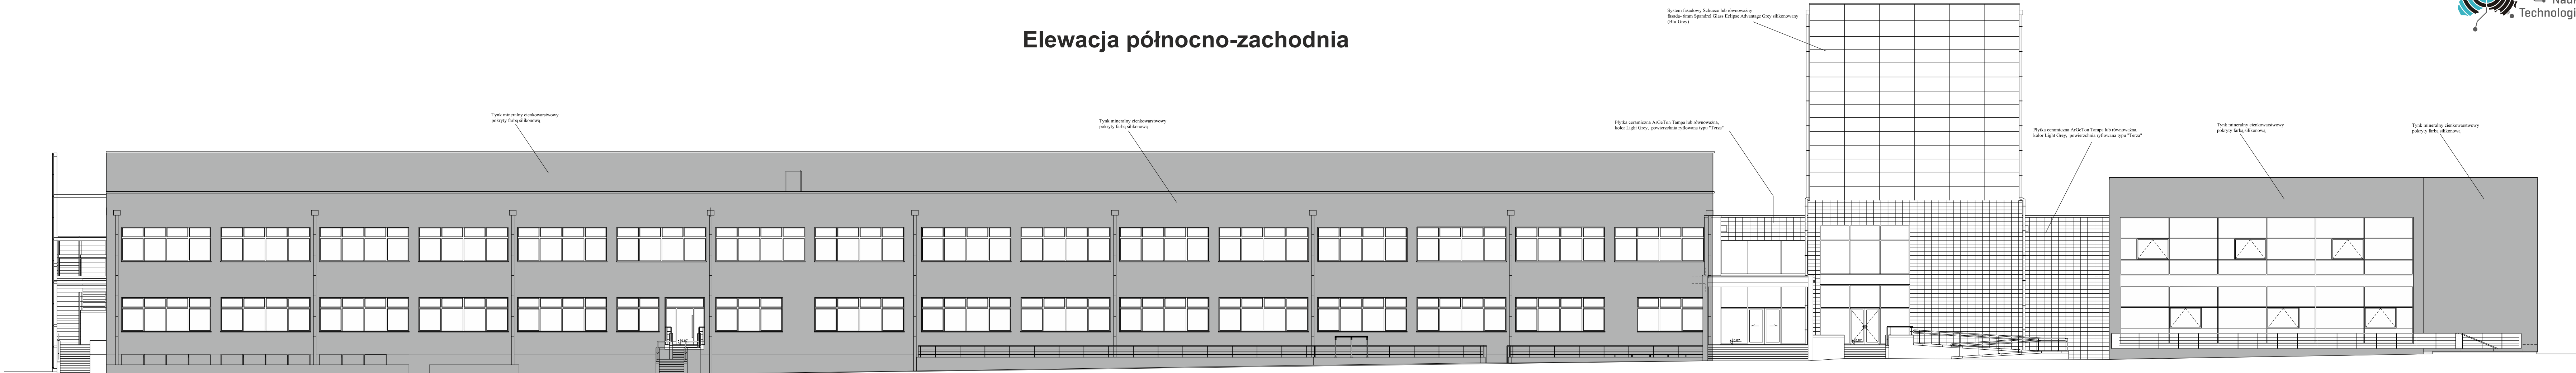 Nauk
Technologi
System fasadowy Schueco lub równoważny
fasada- 6mm Spandrel Glass Eclipse Advantage Grey silikonowany
(Blu-Grey)
Elewacja północno-zachodnia
Tynk mineralny cienkowarstwowy
pokryty farbą silikonową
Tynk mineralny cienkowarstwowy
pokryty farbą silikonową
Płytka ceramiczna ArGeTon Tampa lub równoważna,
kolor Light Grey, powierzchnia ryflowana typu "Terza"
Płytka ceramiczna ArGeTon Tampa lub równoważna,
kolor Light Grey, powierzchnia ryflowana typu "Terza"
Tynk mineralny cienkowarstwowy
pokryty farbą silikonową
Tynk mineralny cienkowarstwowy
pokryty farbą silikonową